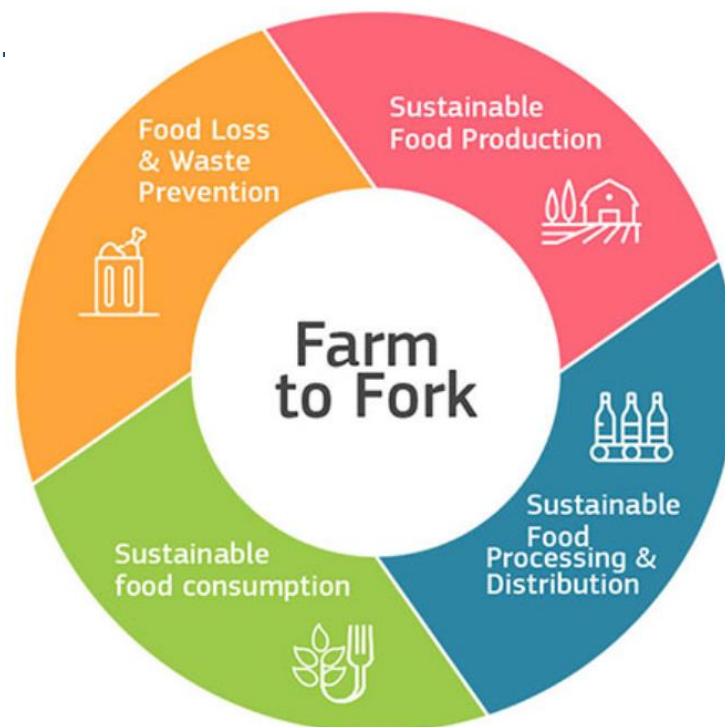 Food Loss
& Waste
Prevention
Sustainable
Food Production
Farm
to Fork
Sustainable
Food
Processing &
Distribution
Sustainable
food consumption